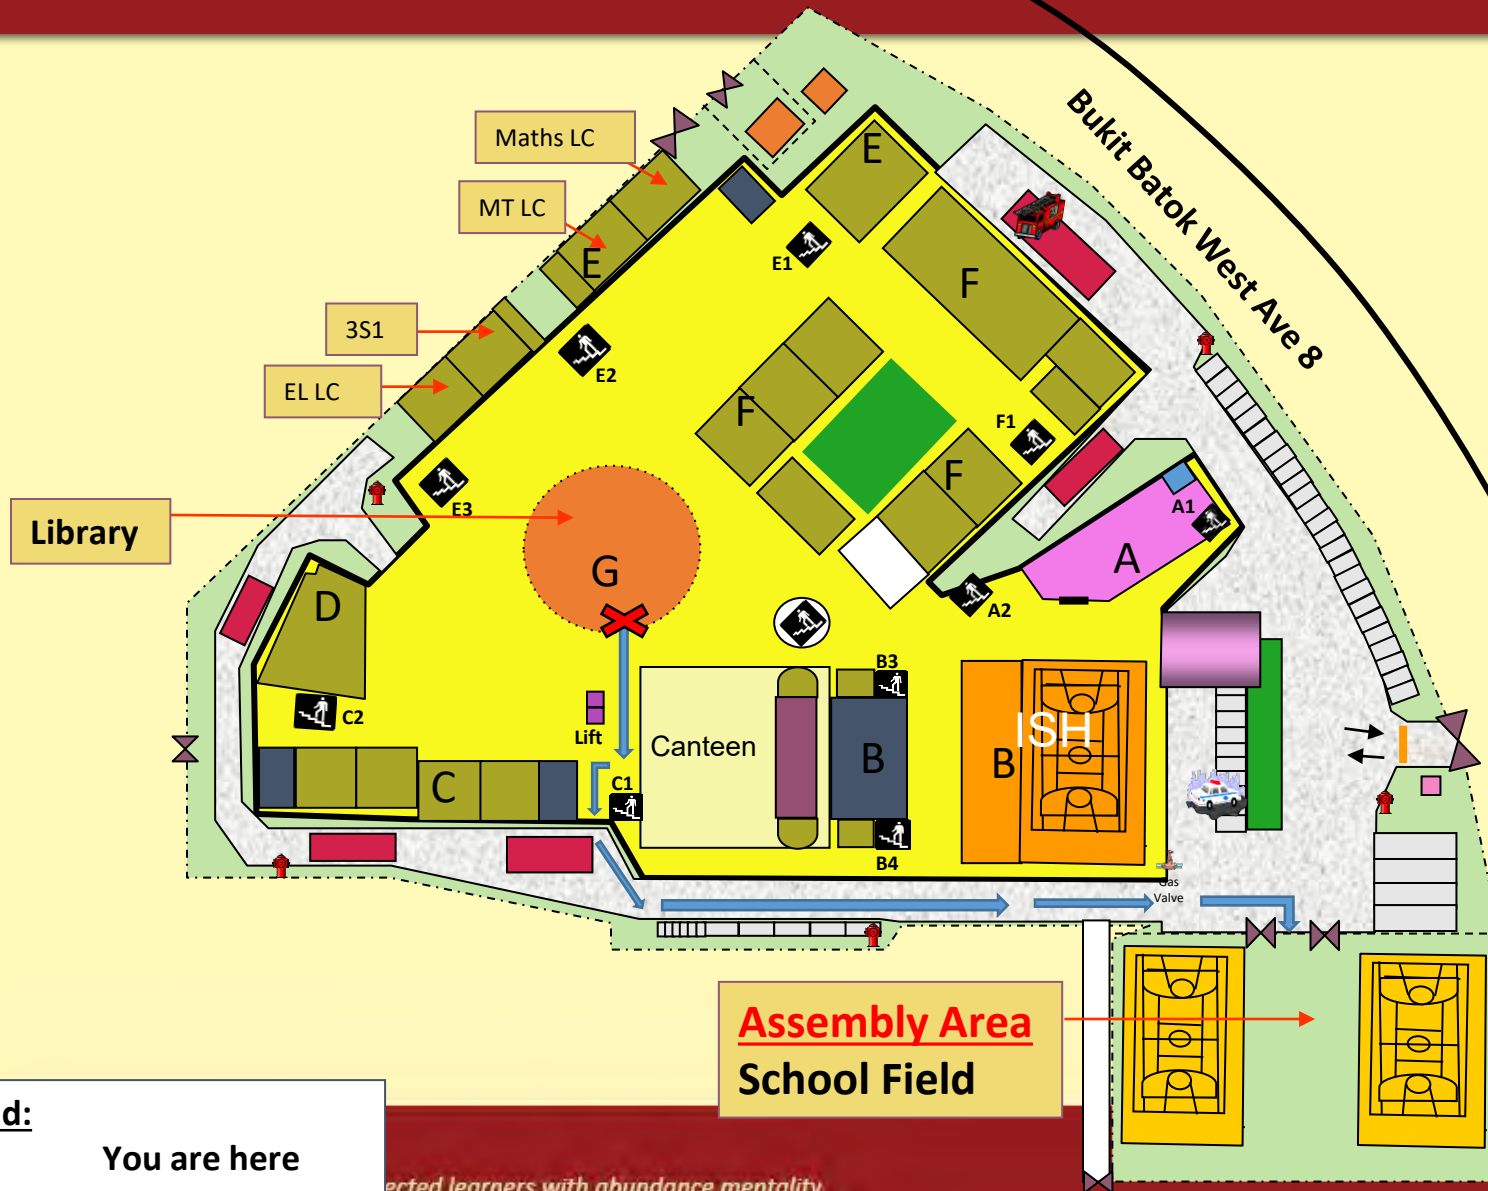 Bukit Batok West Ave 8
Maths LC
MT LC
3S1
EL LC
Library
E
E
E1
E2
E3
F
F
F
F1
A1
A
A2
G
D
C2
Lift
C
C1
Canteen
B3
B
B4
B
ISH
Gas
Valve
Assembly Area
School Field
d:
You are here
ected learners with abundance mentality